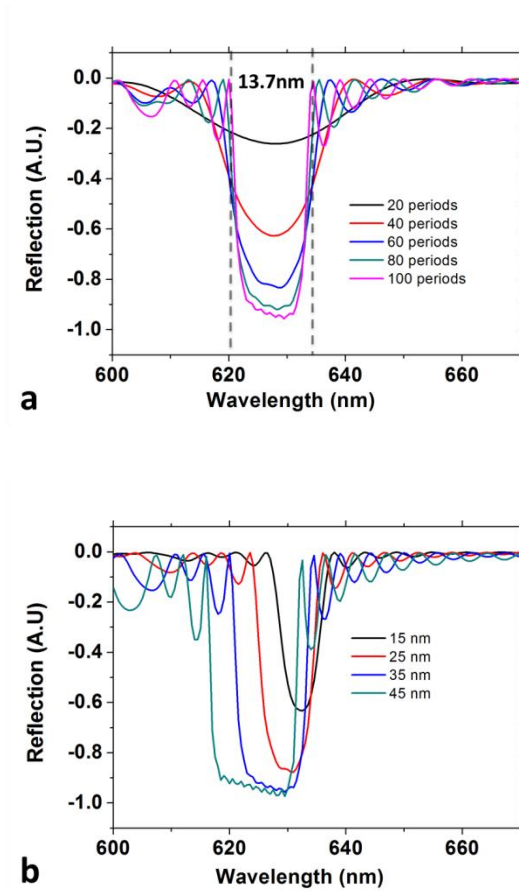 13.7nm
0.0
-0.2
-0.4
-0.6
-0.8
-1.0
Reflection (A.U.)
20 periods
40 periods
60 periods
80 periods
100 periods
600 620 640 660
Wavelength (nm)
a
0.0
-0.2
-0.4
-0.6
-0.8
-1.0
Reflection (A.U)
15 nm
25 nm
35 nm
45 nm
600 620 640 660
Wavelength (nm)
b